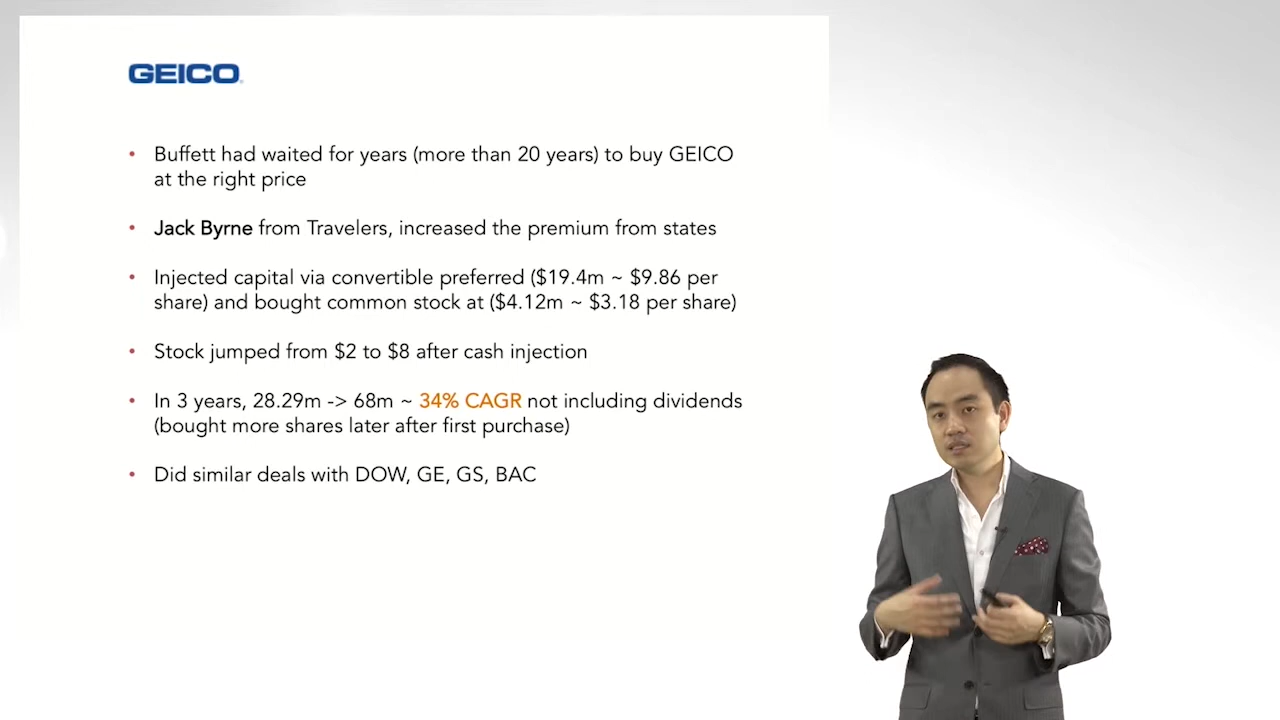 GEICO
• Buffett had waited for years (more than 20 years) to buy GEICO
at the right price
• Jack Byrne from Travelers, increased the premium from states
• Injected capital via convertible preferred ($19.4m ~ $9.86 per
share) and bought common stock at ($4.12m ~ $3.18 per share)
• Stock jumped from $2 to $8 after cash injection
• In 3 years, 28.29m -> 68m ~ 34% CAGR not including dividends
(bought more shares later after first purchase)
• Did similar deals with DOW, GE, GS, BAC